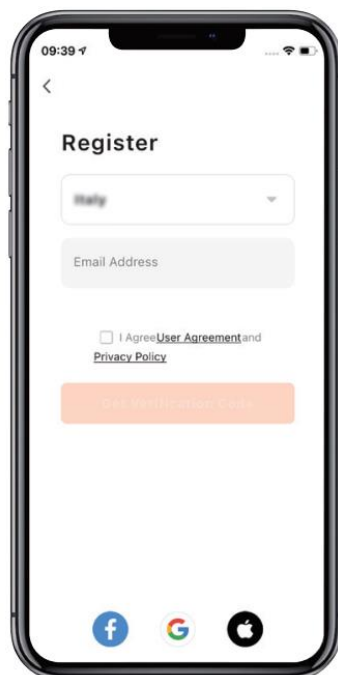 09:39
Register
Italy
Email Address
I AgreeUser Agreementand
Privacy Policy
Get Verification Code